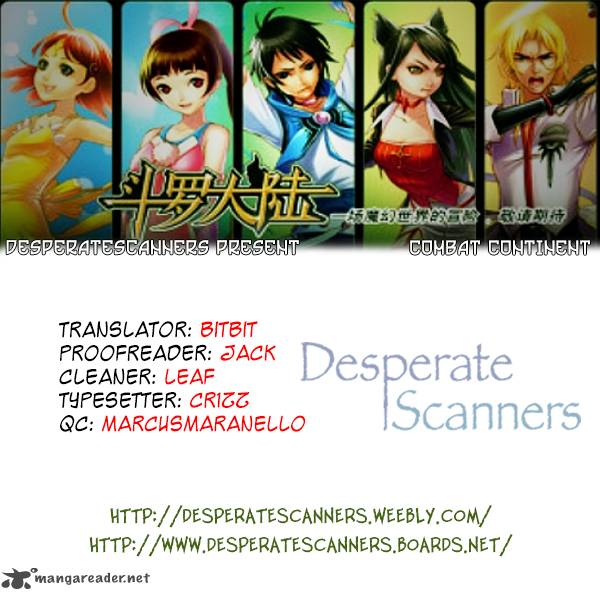 斗罗大陆
一场魔幻世界的冒险 敬请期待
DESPERATESCANNERS PRESENT
COMBAT CONTINENT
TRANSLATOR: BITBIT
PROOFREADER: JACK
CLEANER: LEAF
TYPESETTER: CRIZZ
QC: MARCUSMARANELLO
Desperate
Scanners
HTTP://DESPERATESCANNERS.WEEBLY.COM/
HTTP://WWW.DESPERATESCANNERS.BOARDS.NET/
mangareader.net